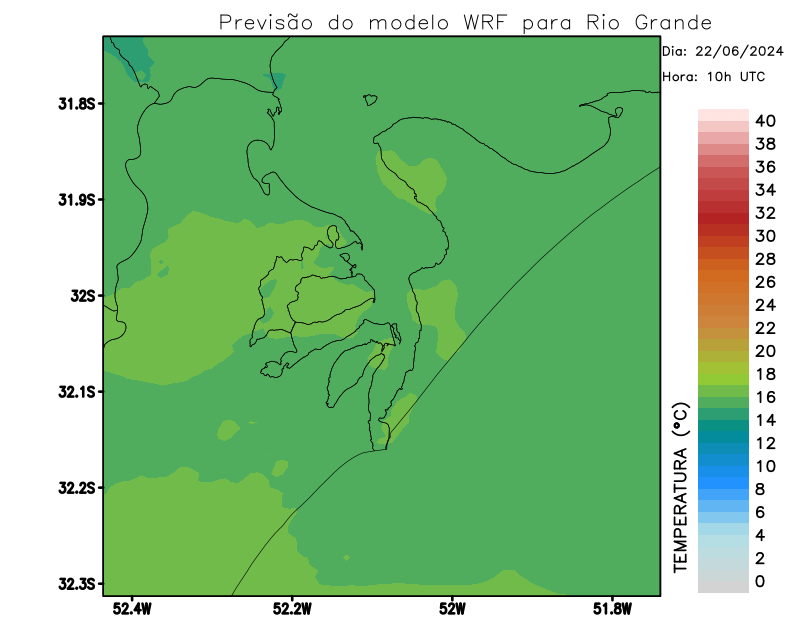 Previsão do modelo WRF para Rio Grande
Dia: 22/06/2024
Hora: 10h UTC
31.8S
31.9S
32S
32.1S
32.2S
32.3S
52.4W
52.2W
52W
51.8W
40
38
36
34
32
30
28
26
24
22
20
18
16
14
12
10
8
6
4
2
0
TEMPERATURA (°C)